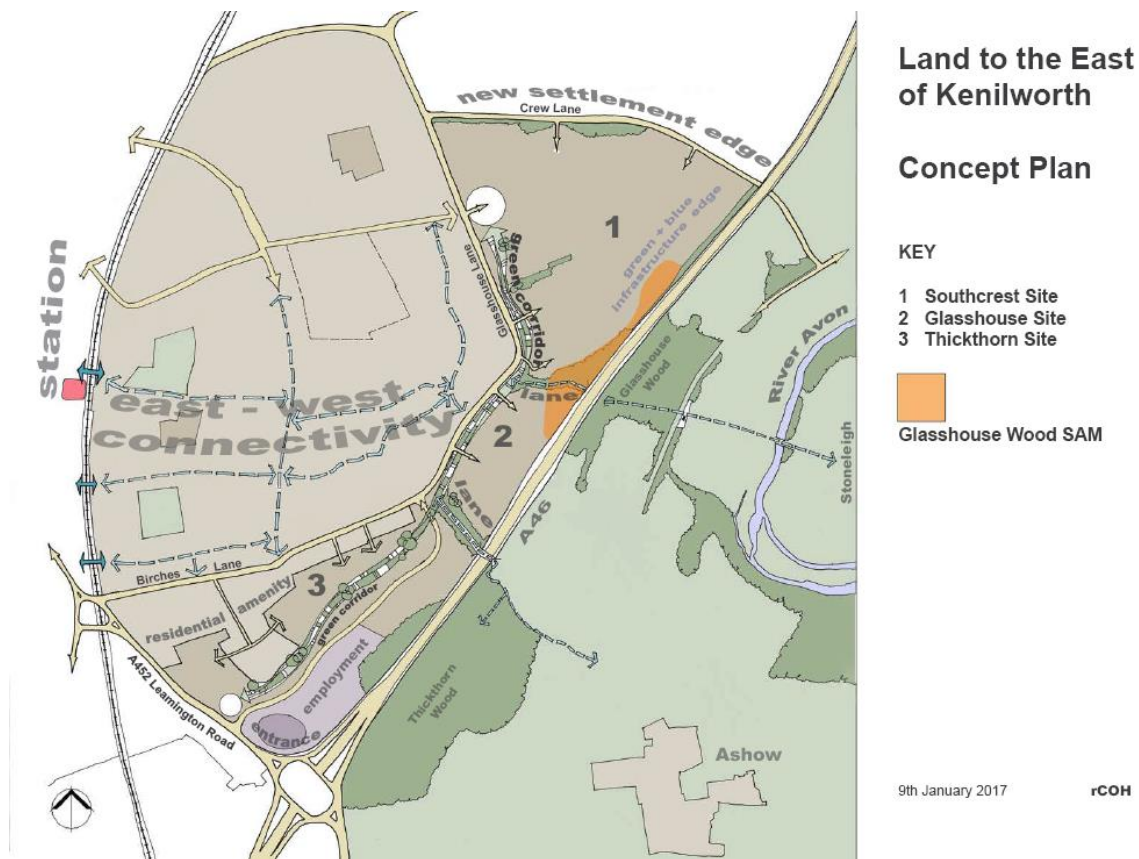 Land to the East
of Kenilworth
Concept Plan
KEY
1 Southcrest Site
2 Glasshouse Site
3 Thickthorn Site
Glasshouse Wood SAM
9th January 2017
rCOH
new settlement edge
Crew Lane
1
green + blue
infrastructure edge
green corridor
Glasshouse Lane
station
east - west
connectivity
lane
Glasshouse
Wood
River Avon
Stoneleigh
2
lane
A46
Birches Lane
3
residential amenity
green corridor
employment
entrance
A452 Leamington Road
Thickthorn
Wood
Ashow